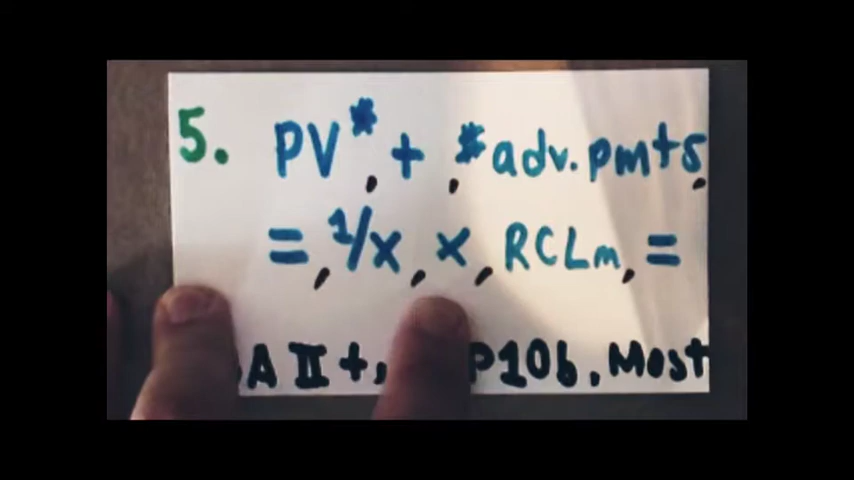 5. PV*, +, *adv. pmts,
=, 1/x, x, RCLm, =
A II +, P10b, Most